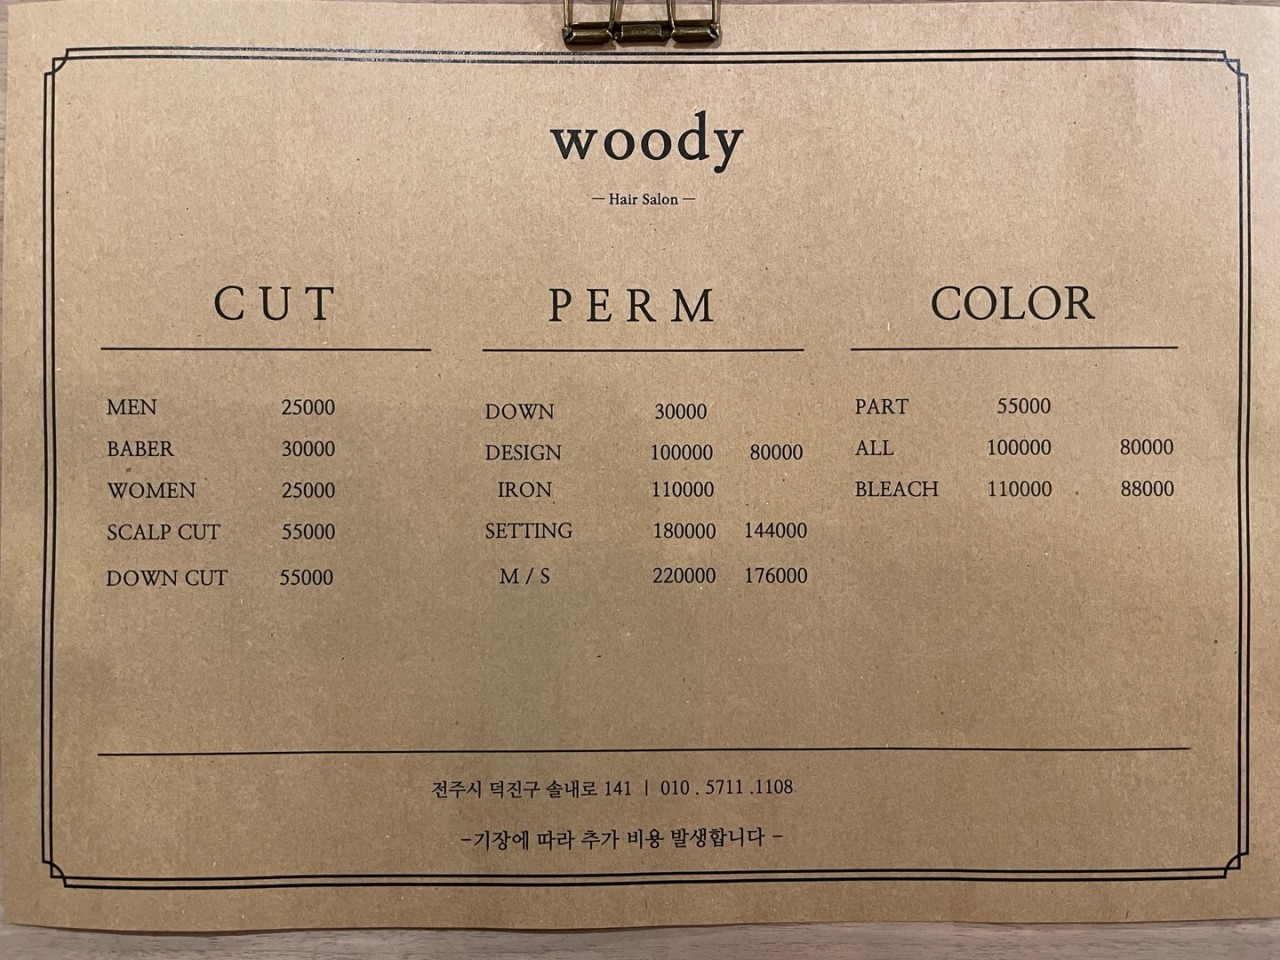 woody
— Hair Salon —
CUT
MEN 25000
BABER 30000
WOMEN 25000
SCALP CUT 55000
DOWN CUT 55000
PERM
DOWN 30000
DESIGN 100000 80000
IRON 110000
SETTING 180000 144000
M / S 220000 176000
COLOR
PART 55000
ALL 100000 80000
BLEACH 110000 88000
전주시 덕진구 솔내로 141 | 010 . 5711 .1108
-기장에 따라 추가 비용 발생합니다 -